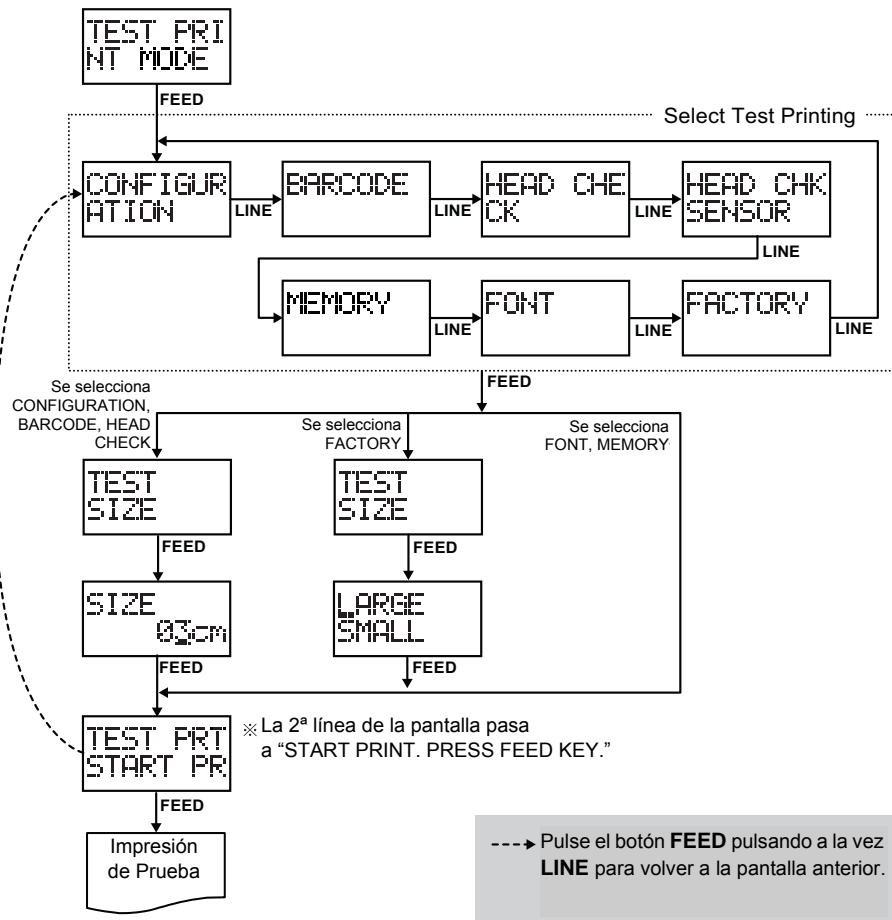 TEST PRI
NT MODE
FEED
Select Test Printing
CONFIGUR
ATION
LINE
BARCODE
LINE
HEAD CHE
CK
LINE
HEAD CHK
SENSOR
LINE
MEMORY
LINE
FONT
LINE
FACTORY
LINE
FEED
Se selecciona
CONFIGURATION,
BARCODE, HEAD
CHECK
Se selecciona
FACTORY
Se selecciona
FONT, MEMORY
TEST
SIZE
FEED
SIZE
03cm
FEED
TEST
SIZE
FEED
LARGE
SMALL
FEED
TEST PRT
START PR
※ La 2ª línea de la pantalla pasa
a “START PRINT. PRESS FEED KEY.”
FEED
Impresión
de Prueba
Pulse el botón FEED pulsando a la vez
LINE para volver a la pantalla anterior.